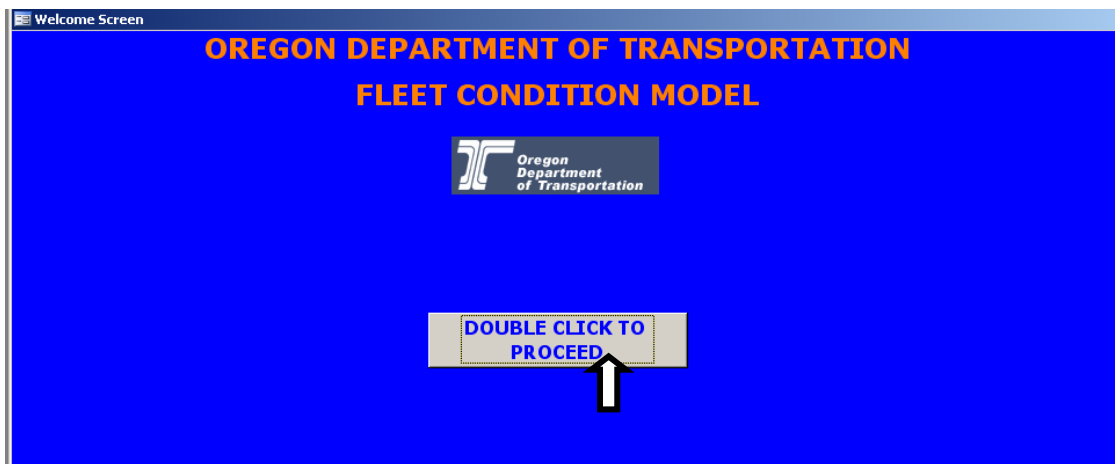 Welcome Screen
OREGON DEPARTMENT OF TRANSPORTATION
FLEET CONDITION MODEL
Oregon
Department
of Transportation
DOUBLE CLICK TO
PROCEED